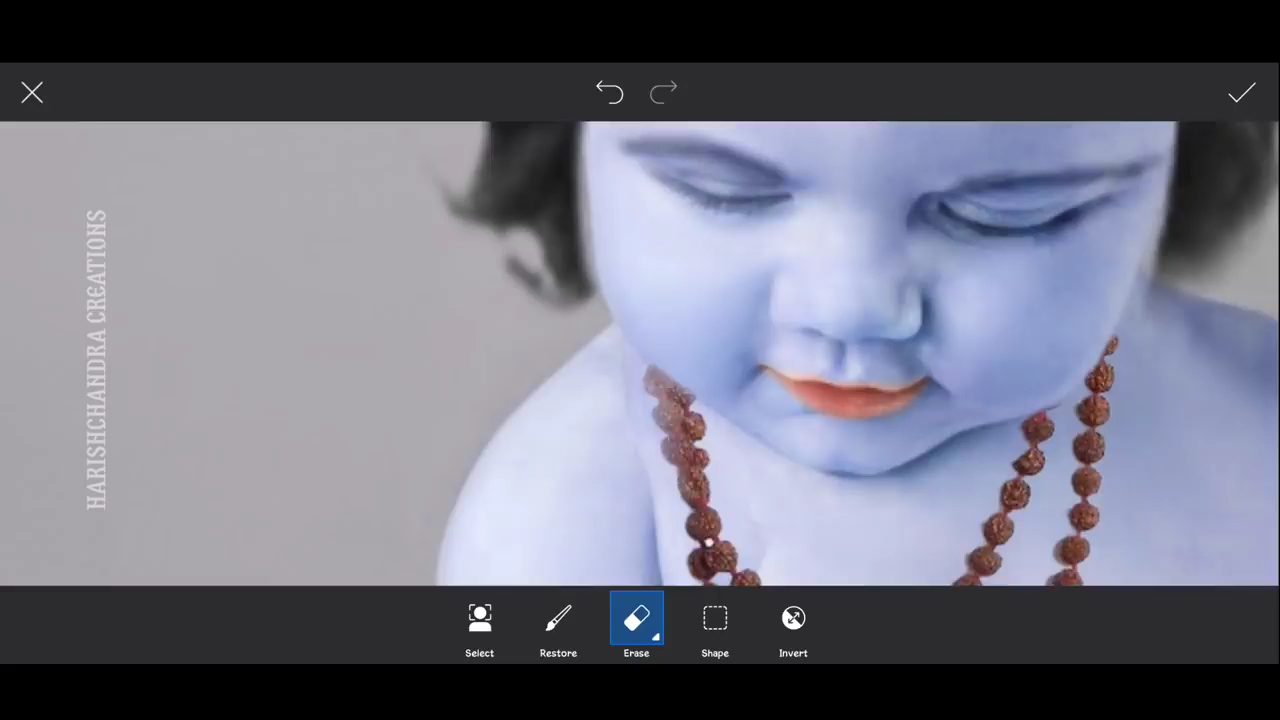 HARISHCHANDRA CREATIONS
Select
Restore
Erase
Shape
Invert